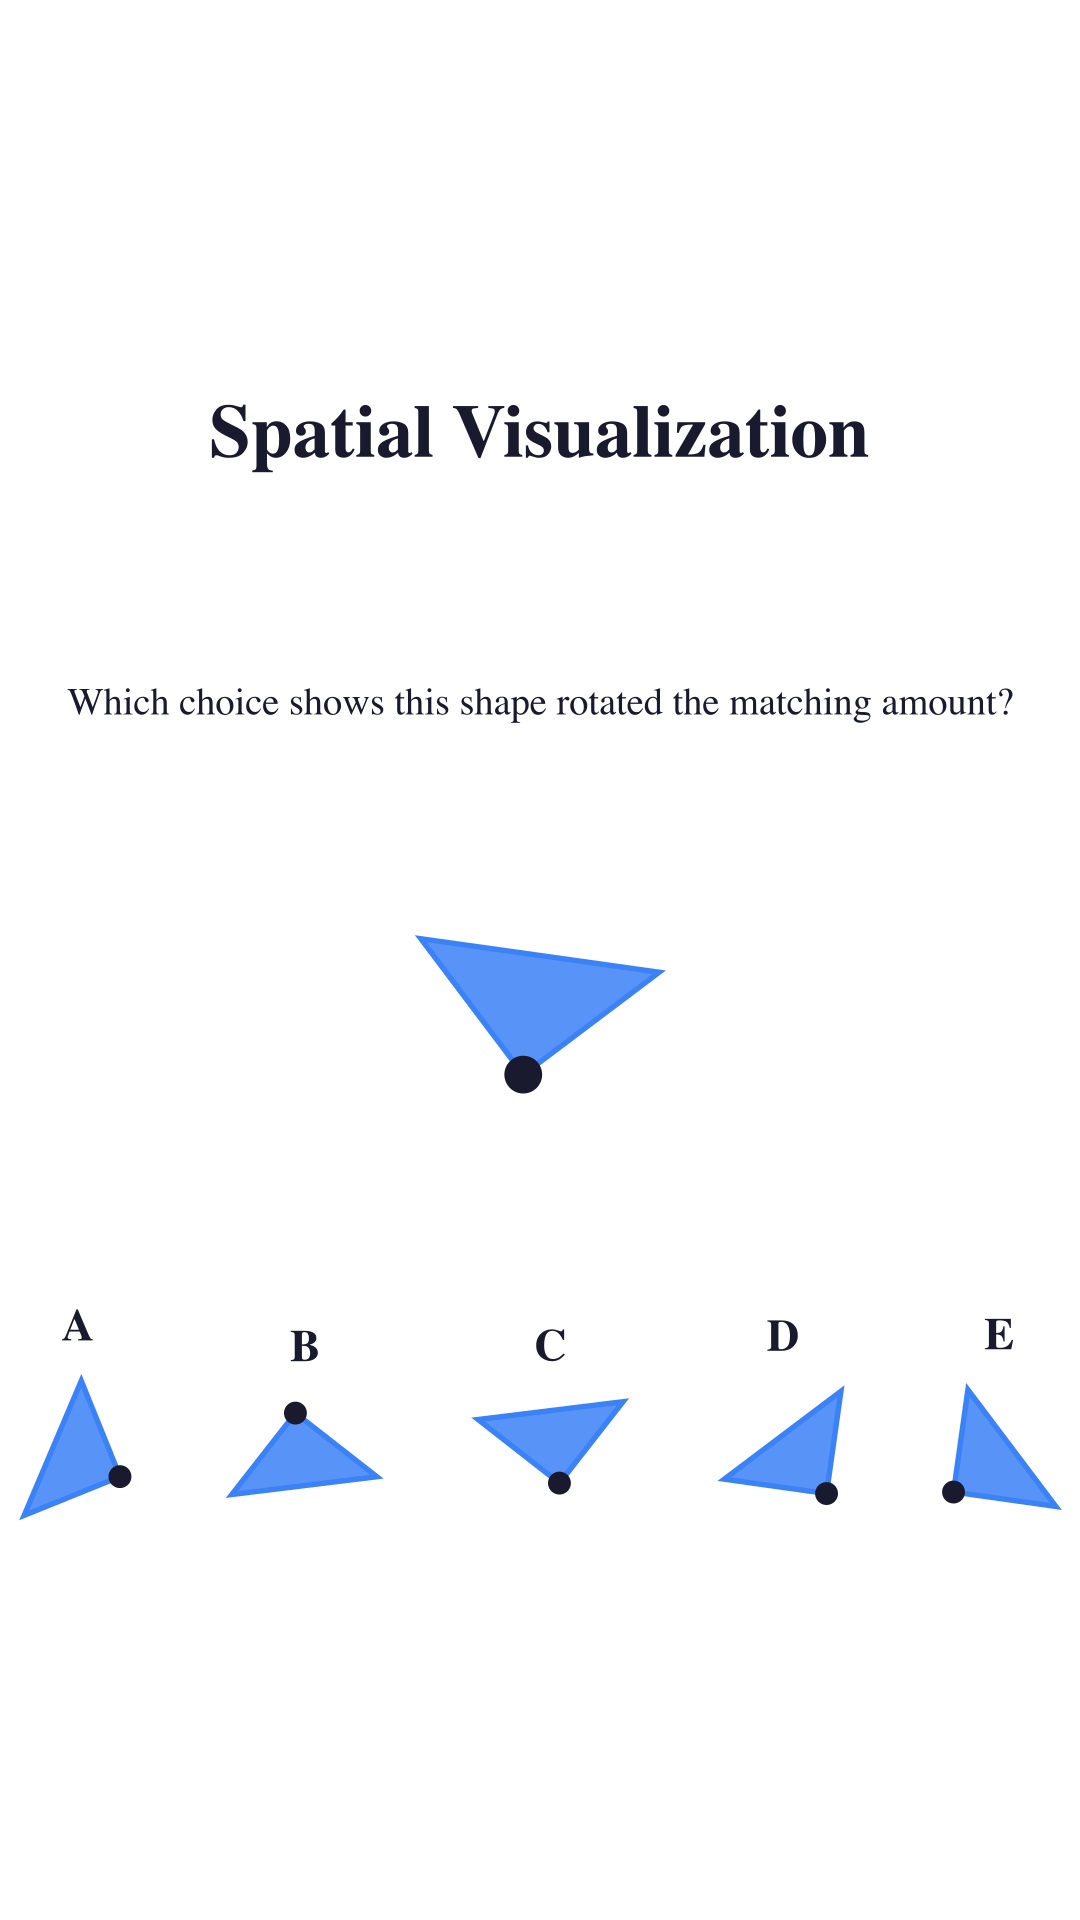 Spatial Visualization
Which choice shows this shape rotated the matching amount?
A
B
C
D
E